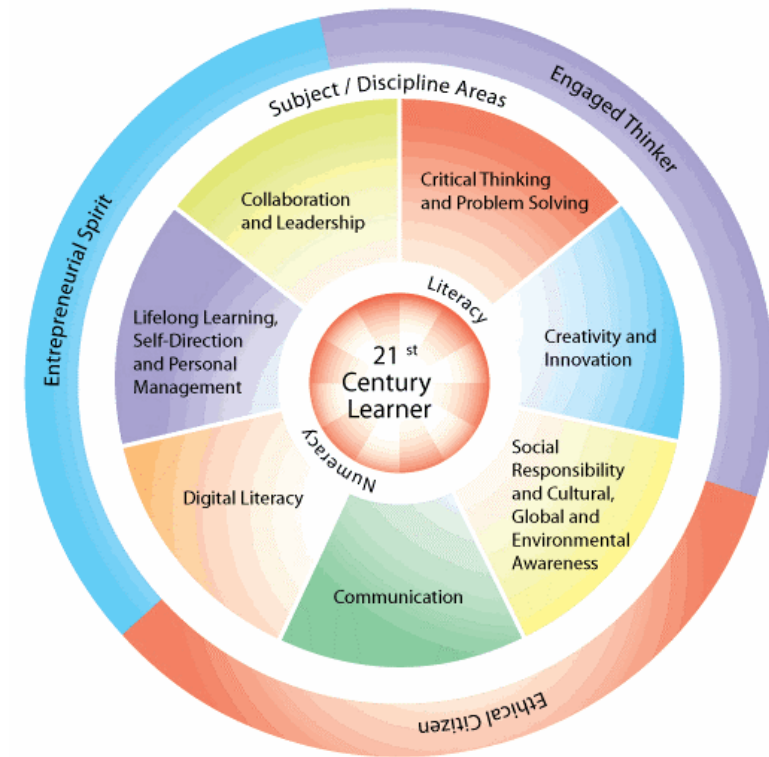 Engaged Thinker
Subject / Discipline Areas
Critical Thinking
and Problem Solving
Collaboration
and Leadership
Entrepreneurial Spirit
Literacy
Lifelong Learning,
Self-Direction
and Personal
Management
21 st
Century
Learner
Creativity and
Innovation
Numeracy
Social
Responsibility
and Cultural,
Global and
Environmental
Awareness
Digital Literacy
Communication
Ethical Citizen